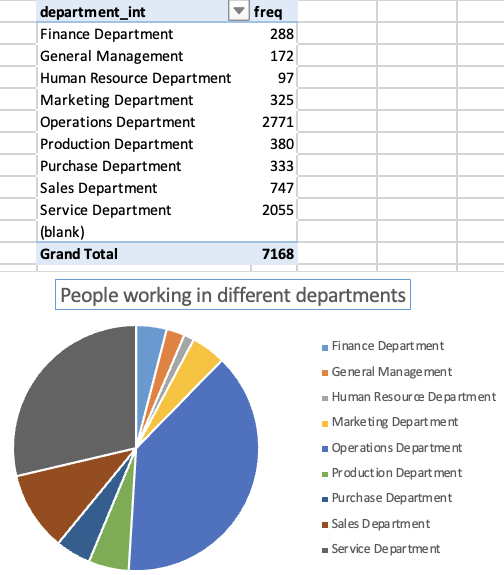 department_int freq
Finance Department 288
General Management 172
Human Resource Department 97
Marketing Department 325
Operations Department 2771
Production Department 380
Purchase Department 333
Sales Department 747
Service Department 2055
(blank)
Grand Total 7168
People working in different departments
Finance Department
General Management
Human Resource Department
Marketing Department
Operations Department
Production Department
Purchase Department
Sales Department
Service Department